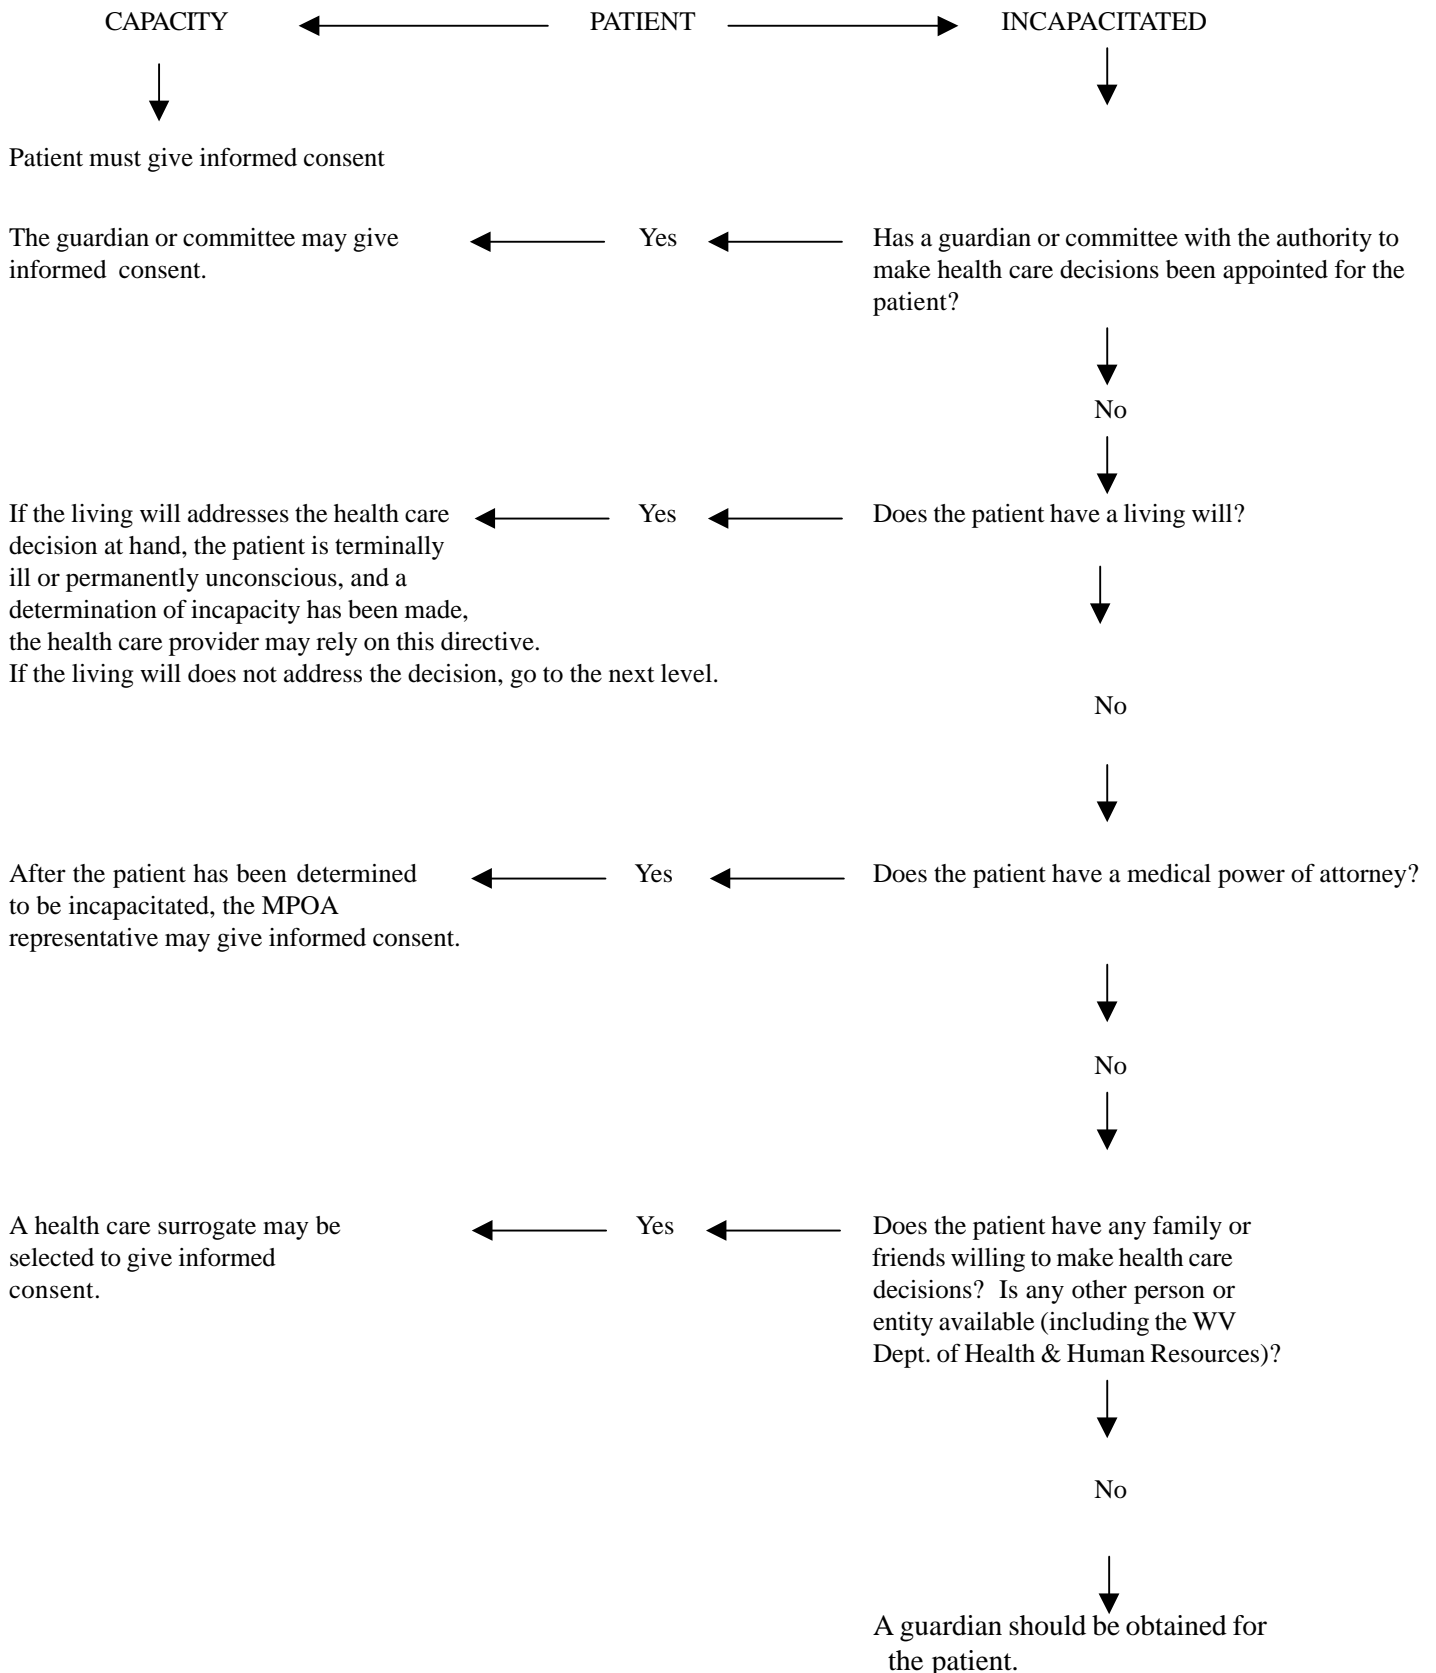 CAPACITY PATIENT INCAPACITATED
Patient must give informed consent
The guardian or committee may give
informed consent.
Yes
Has a guardian or committee with the authority to
make health care decisions been appointed for the
patient?
No
If the living will addresses the health care
decision at hand, the patient is terminally
ill or permanently unconscious, and a
determination of incapacity has been made,
the health care provider may rely on this directive.
If the living will does not address the decision, go to the next level.
Yes
Does the patient have a living will?
No
After the patient has been determined
to be incapacitated, the MPOA
representative may give informed consent.
Yes
Does the patient have a medical power of attorney?
No
A health care surrogate may be
selected to give informed
consent.
Yes
Does the patient have any family or
friends willing to make health care
decisions? Is any other person or
entity available (including the WV
Dept. of Health & Human Resources)?
No
A guardian should be obtained for
the patient.